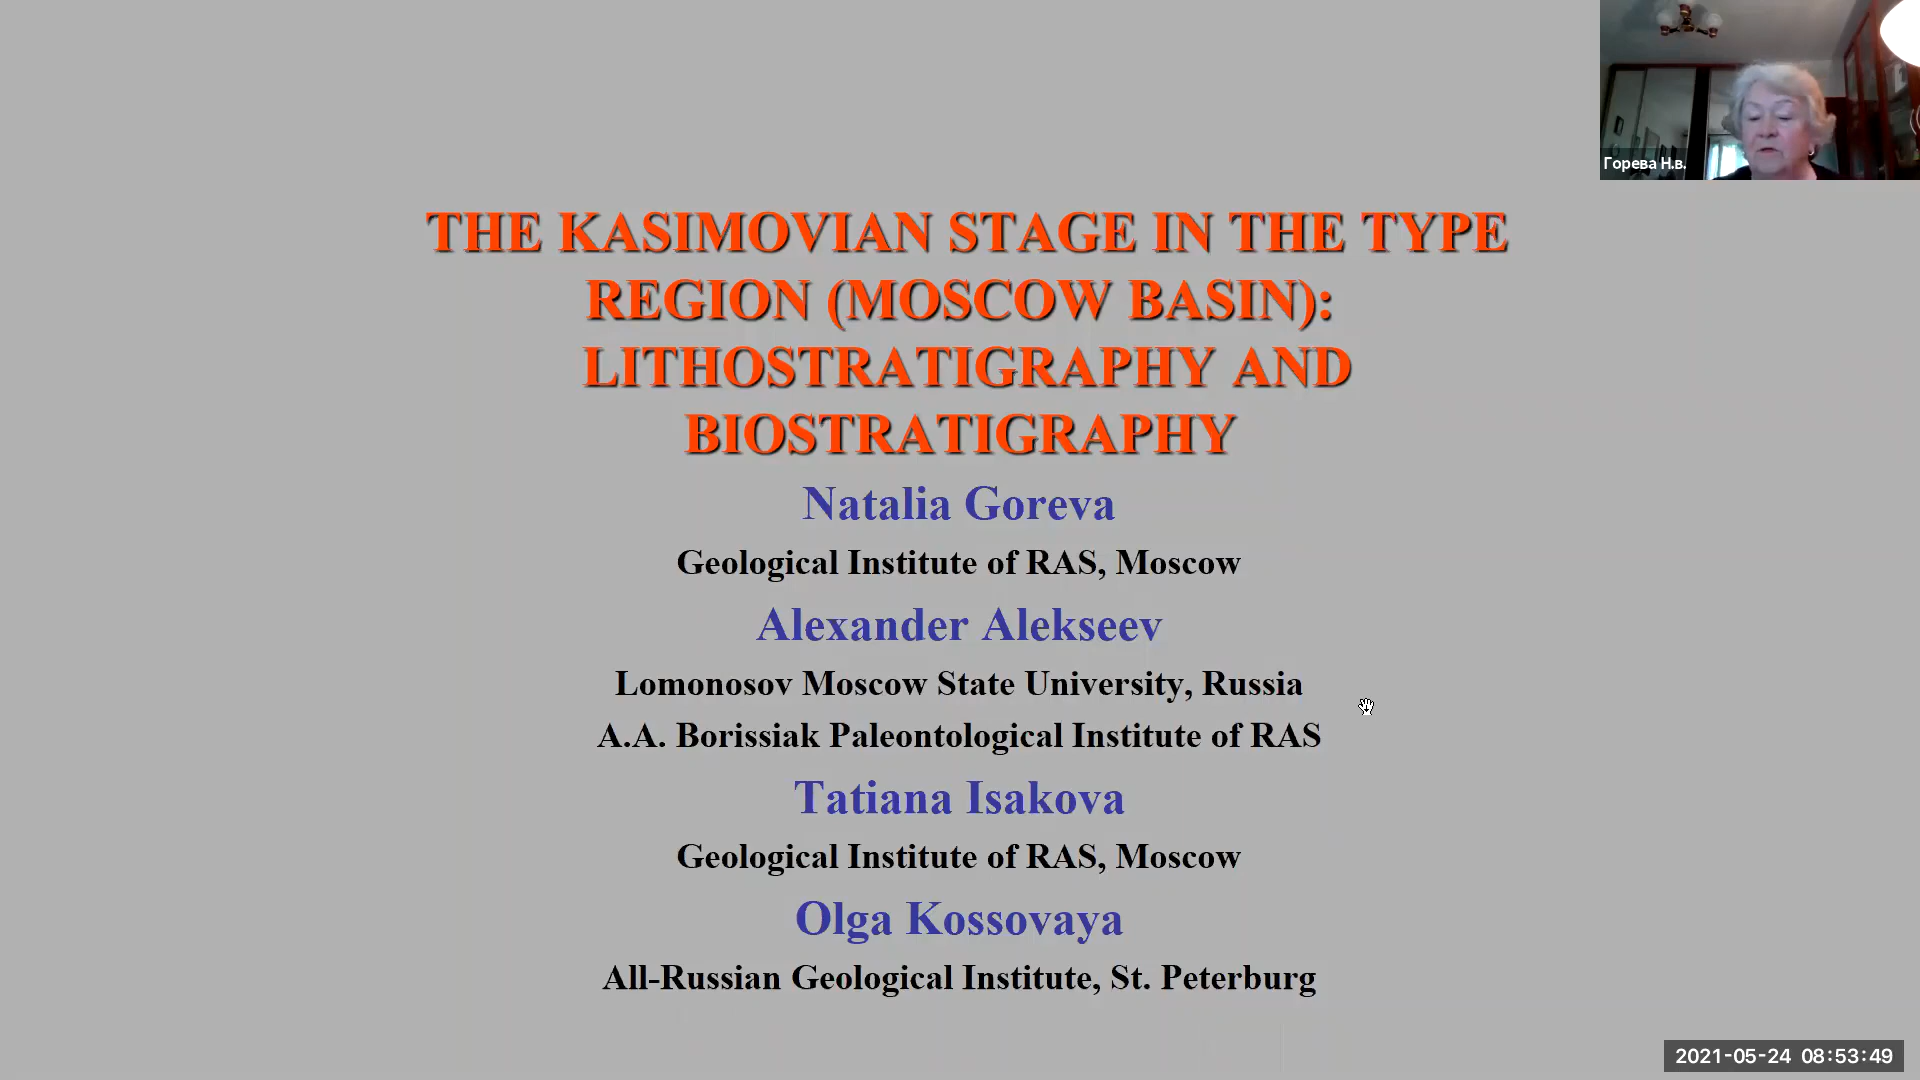 Горева Н.в.
THE KASIMOVIAN STAGE IN THE TYPE
REGION (MOSCOW BASIN):
LITHOSTRATIGRAPHY AND
BIOSTRATIGRAPHY
Natalia Goreva
Geological Institute of RAS, Moscow
Alexander Alekseev
Lomonosov Moscow State University, Russia
A.A. Borissiak Paleontological Institute of RAS
Tatiana Isakova
Geological Institute of RAS, Moscow
Olga Kossovaya
All-Russian Geological Institute, St. Peterburg
2021-05-24 08:53:49